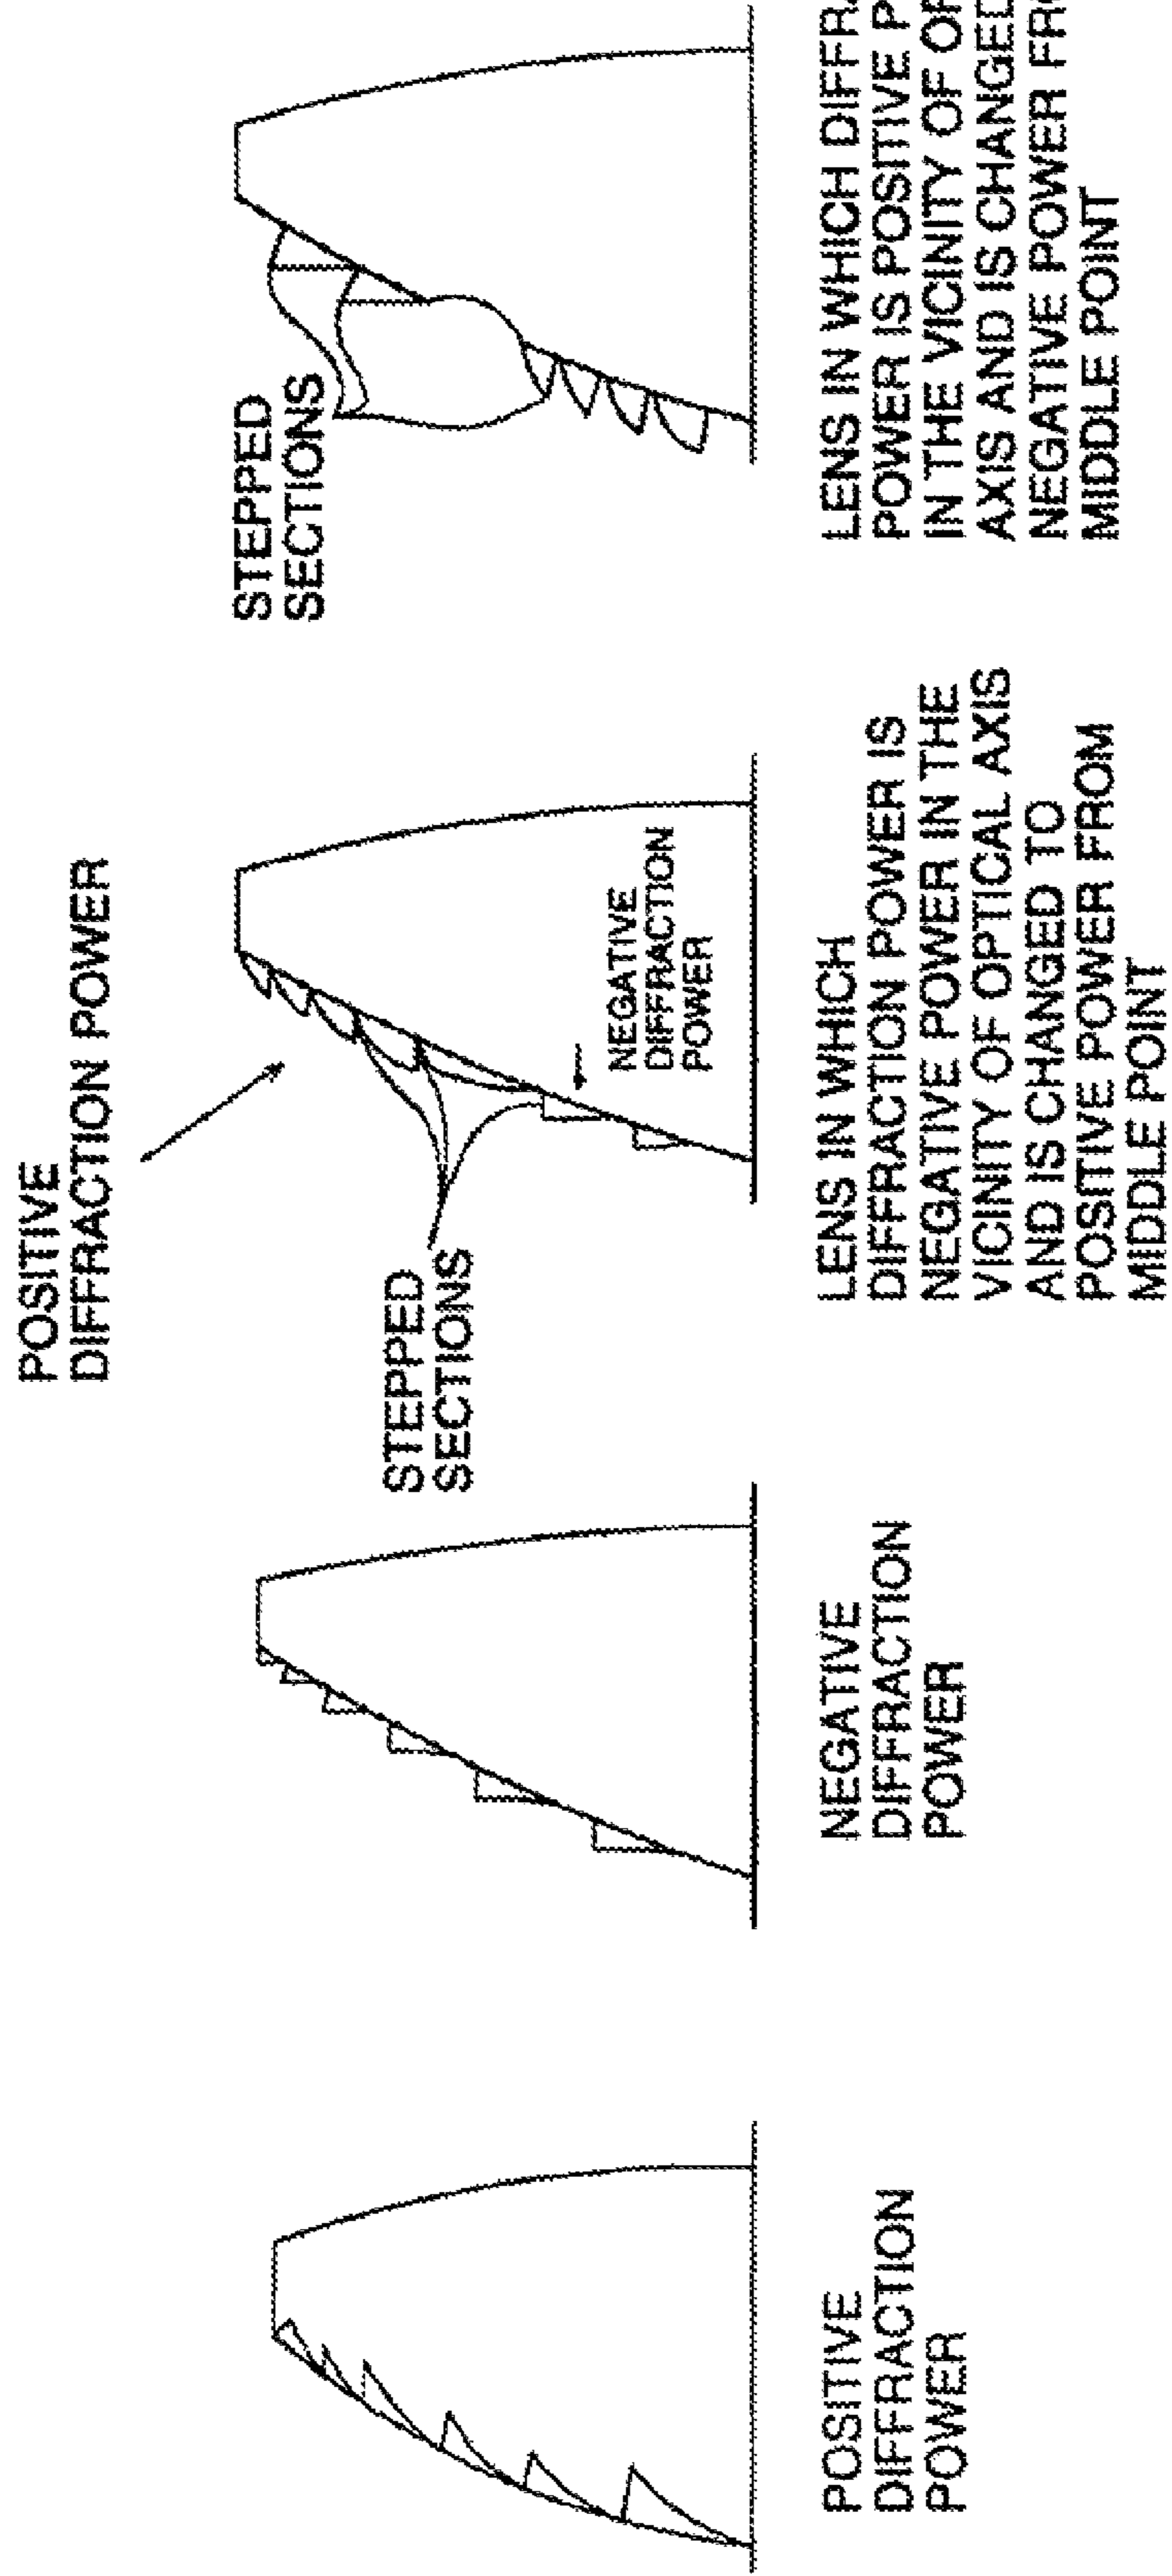 POSITIVE
DIFFRACTION POWER
STEPPED
SECTIONS
STEPPED
SECTIONS
NEGATIVE
DIFFRACTION
POWER
POSITIVE
DIFFRACTION
POWER
NEGATIVE
DIFFRACTION
POWER
LENS IN WHICH
DIFFRACTION POWER IS
NEGATIVE POWER IN THE
VICINITY OF OPTICAL AXIS
AND IS CHANGED TO
POSITIVE POWER FROM
MIDDLE POINT
LENS IN WHICH
POWER IS POSITIVE
IN THE VICINITY OF
AXIS AND IS CHANGED
NEGATIVE POWER
MIDDLE POINT